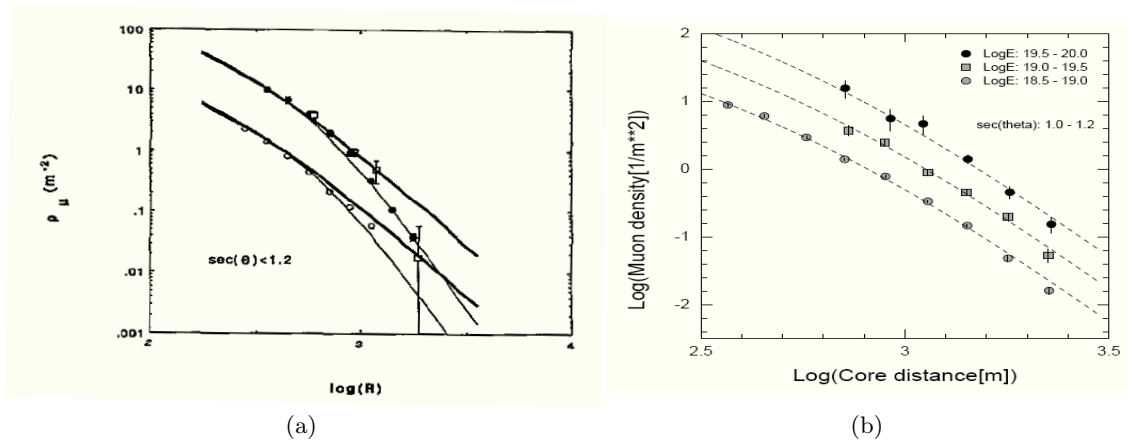 100
10
1
.1
.01
.001
ρ μ (m⁻²)
sec(θ)<1.2
2
3
4
log(R)
(a)
2
1
0
-1
-2
Log(Muon density[1/m**2])
LogE: 19.5 - 20.0
LogE: 19.0 - 19.5
LogE: 18.5 - 19.0
sec(theta): 1.0 - 1.2
2.5
3
3.5
Log(Core distance[m])
(b)